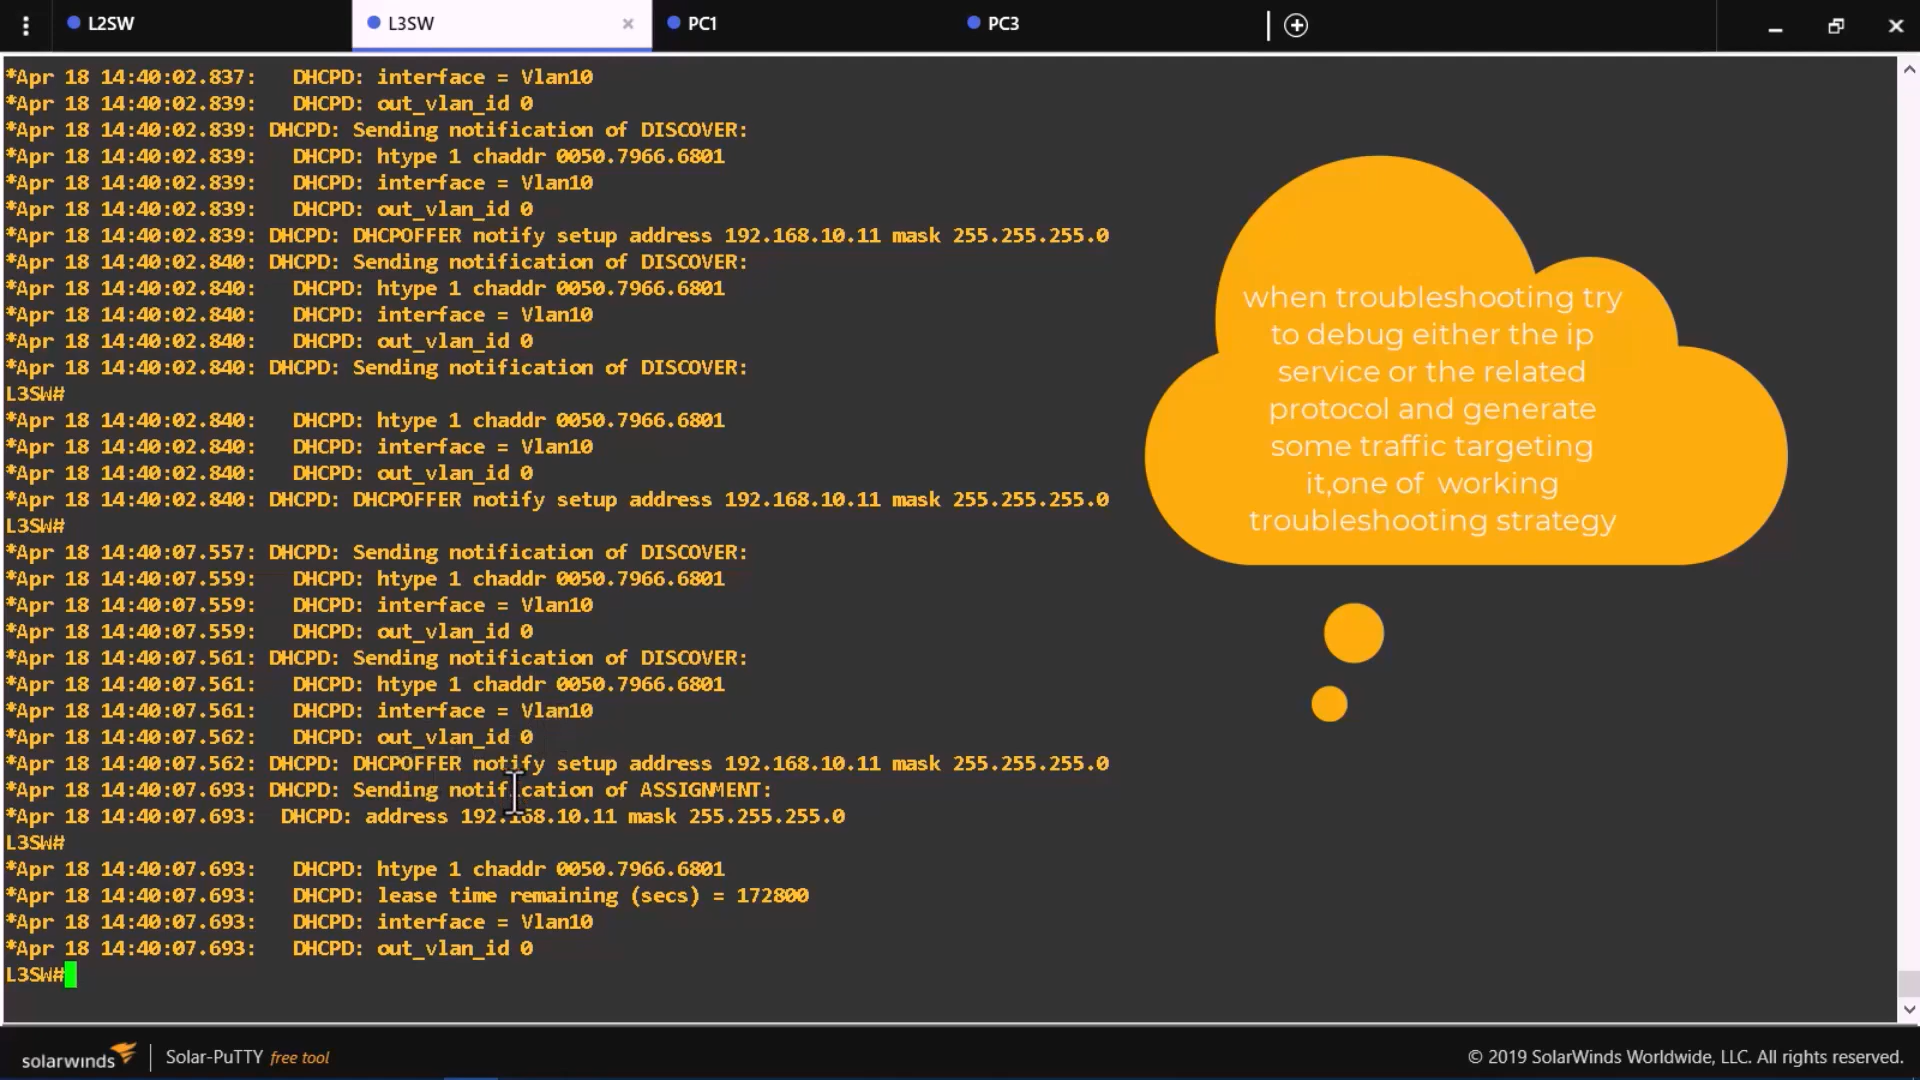 L2SW
L3SW
PC1
PC3
*Apr 18 14:40:02.837:   DHCPD: interface = Vlan10
*Apr 18 14:40:02.839:   DHCPD: out_vlan_id 0
*Apr 18 14:40:02.839: DHCPD: Sending notification of DISCOVER:
*Apr 18 14:40:02.839:   DHCPD: htype 1 chaddr 0050.7966.6801
*Apr 18 14:40:02.839:   DHCPD: interface = Vlan10
*Apr 18 14:40:02.839:   DHCPD: out_vlan_id 0
*Apr 18 14:40:02.839: DHCPD: DHCPOFFER notify setup address 192.168.10.11 mask 255.255.255.0
*Apr 18 14:40:02.840: DHCPD: Sending notification of DISCOVER:
*Apr 18 14:40:02.840:   DHCPD: htype 1 chaddr 0050.7966.6801
*Apr 18 14:40:02.840:   DHCPD: interface = Vlan10
*Apr 18 14:40:02.840:   DHCPD: out_vlan_id 0
*Apr 18 14:40:02.840: DHCPD: Sending notification of DISCOVER:
L3SW#
*Apr 18 14:40:02.840:   DHCPD: htype 1 chaddr 0050.7966.6801
*Apr 18 14:40:02.840:   DHCPD: interface = Vlan10
*Apr 18 14:40:02.840:   DHCPD: out_vlan_id 0
*Apr 18 14:40:02.840: DHCPD: DHCPOFFER notify setup address 192.168.10.11 mask 255.255.255.0
L3SW#
*Apr 18 14:40:07.557: DHCPD: Sending notification of DISCOVER:
*Apr 18 14:40:07.559:   DHCPD: htype 1 chaddr 0050.7966.6801
*Apr 18 14:40:07.559:   DHCPD: interface = Vlan10
*Apr 18 14:40:07.559:   DHCPD: out_vlan_id 0
*Apr 18 14:40:07.561: DHCPD: Sending notification of DISCOVER:
*Apr 18 14:40:07.561:   DHCPD: htype 1 chaddr 0050.7966.6801
*Apr 18 14:40:07.561:   DHCPD: interface = Vlan10
*Apr 18 14:40:07.562:   DHCPD: out_vlan_id 0
*Apr 18 14:40:07.562: DHCPD: DHCPOFFER notify setup address 192.168.10.11 mask 255.255.255.0
*Apr 18 14:40:07.693: DHCPD: Sending notification of ASSIGNMENT:
*Apr 18 14:40:07.693:  DHCPD: address 192.168.10.11 mask 255.255.255.0
L3SW#
*Apr 18 14:40:07.693:   DHCPD: htype 1 chaddr 0050.7966.6801
*Apr 18 14:40:07.693:   DHCPD: lease time remaining (secs) = 172800
*Apr 18 14:40:07.693:   DHCPD: interface = Vlan10
*Apr 18 14:40:07.693:   DHCPD: out_vlan_id 0
L3SW#
when troubleshooting try
to debug either the ip
service or the related
protocol and generate
some traffic targeting
it,one of working
troubleshooting strategy
solarwinds
Solar-PuTTY free tool
© 2019 SolarWinds Worldwide, LLC. All rights reserved.